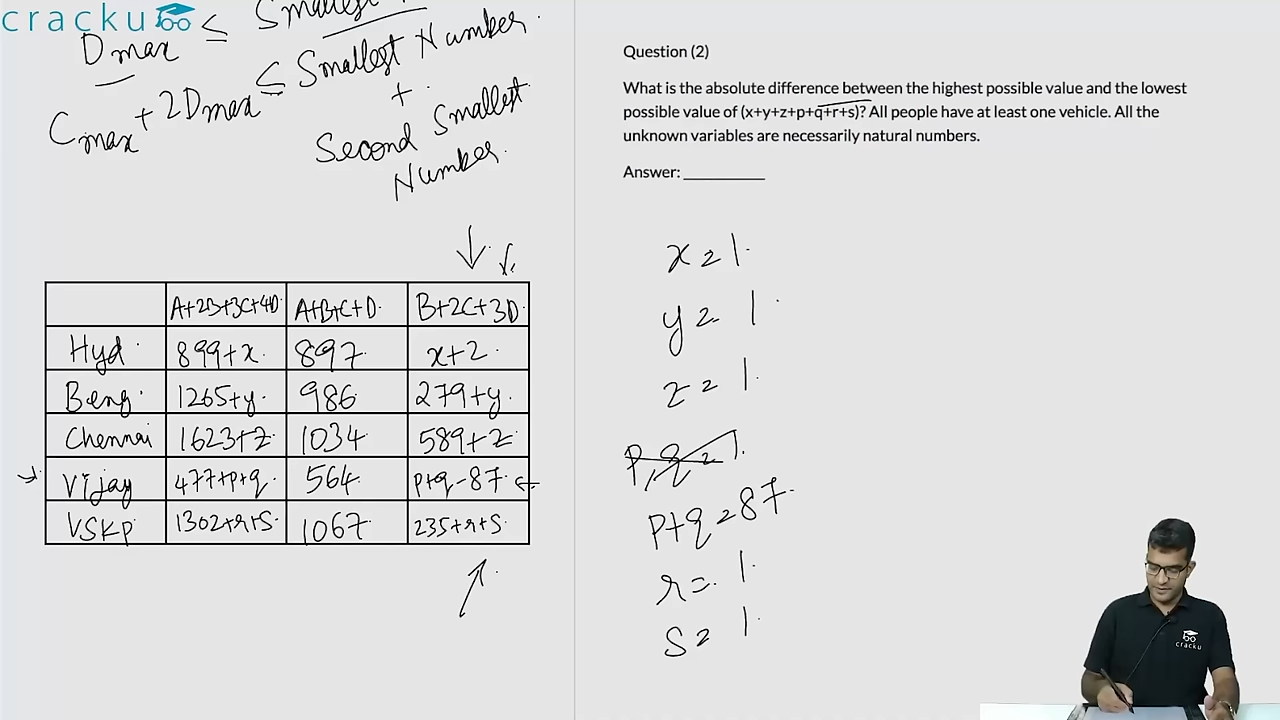 cracku
Dmax ≤ Smallest
Cmax + 2Dmax ≤ Smallest Number
+
Second Smallest
Number.
A+2B+3C+4D A+B+C+D. B+2C+3D.
Hyd 899+x. 897. x+2.
Beng. 1265+y. 986 279+y.
Chennai 1623+z 1034 589+z
Vijay 477+p+q. 564. p+q-87.
VSKP 1302+r+s. 1067. 235+r+s.
Question (2)
What is the absolute difference between the highest possible value and the lowest
possible value of (x+y+z+p+q+r+s)? All people have at least one vehicle. All the
unknown variables are necessarily natural numbers.
Answer: __________
x = 1.
y = 1.
z = 1.
p, q = 1.
p+q = 87.
r = 1.
s = 1.
cracku